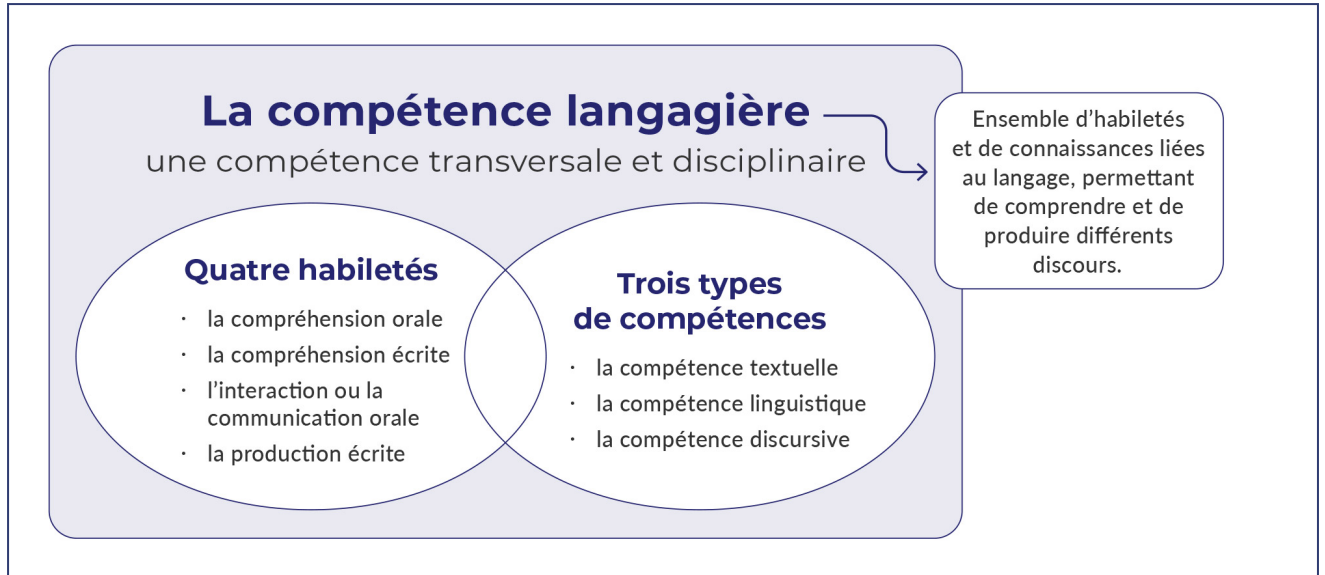 La compétence langagière
une compétence transversale et disciplinaire
Ensemble d’habiletés
et de connaissances liées
au langage, permettant
de comprendre et de
produire différents
discours.
Quatre habiletés
· la compréhension orale
· la compréhension écrite
· l’interaction ou la
communication orale
· la production écrite
Trois types
de compétences
· la compétence textuelle
· la compétence linguistique
· la compétence discursive